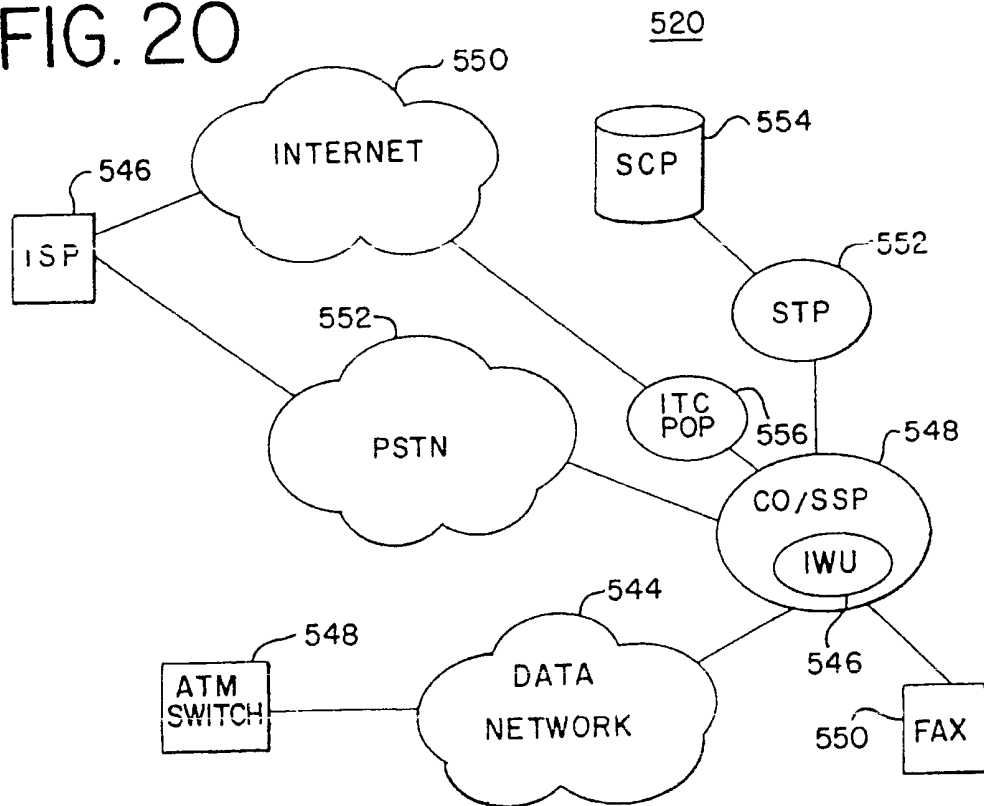 FIG. 20
520
550
INTERNET
554
SCP
546
ISP
552
STP
552
PSTN
ITC
POP
556
548
CO/SSP
IWU
546
544
DATA
NETWORK
548
ATM
SWITCH
550
FAX